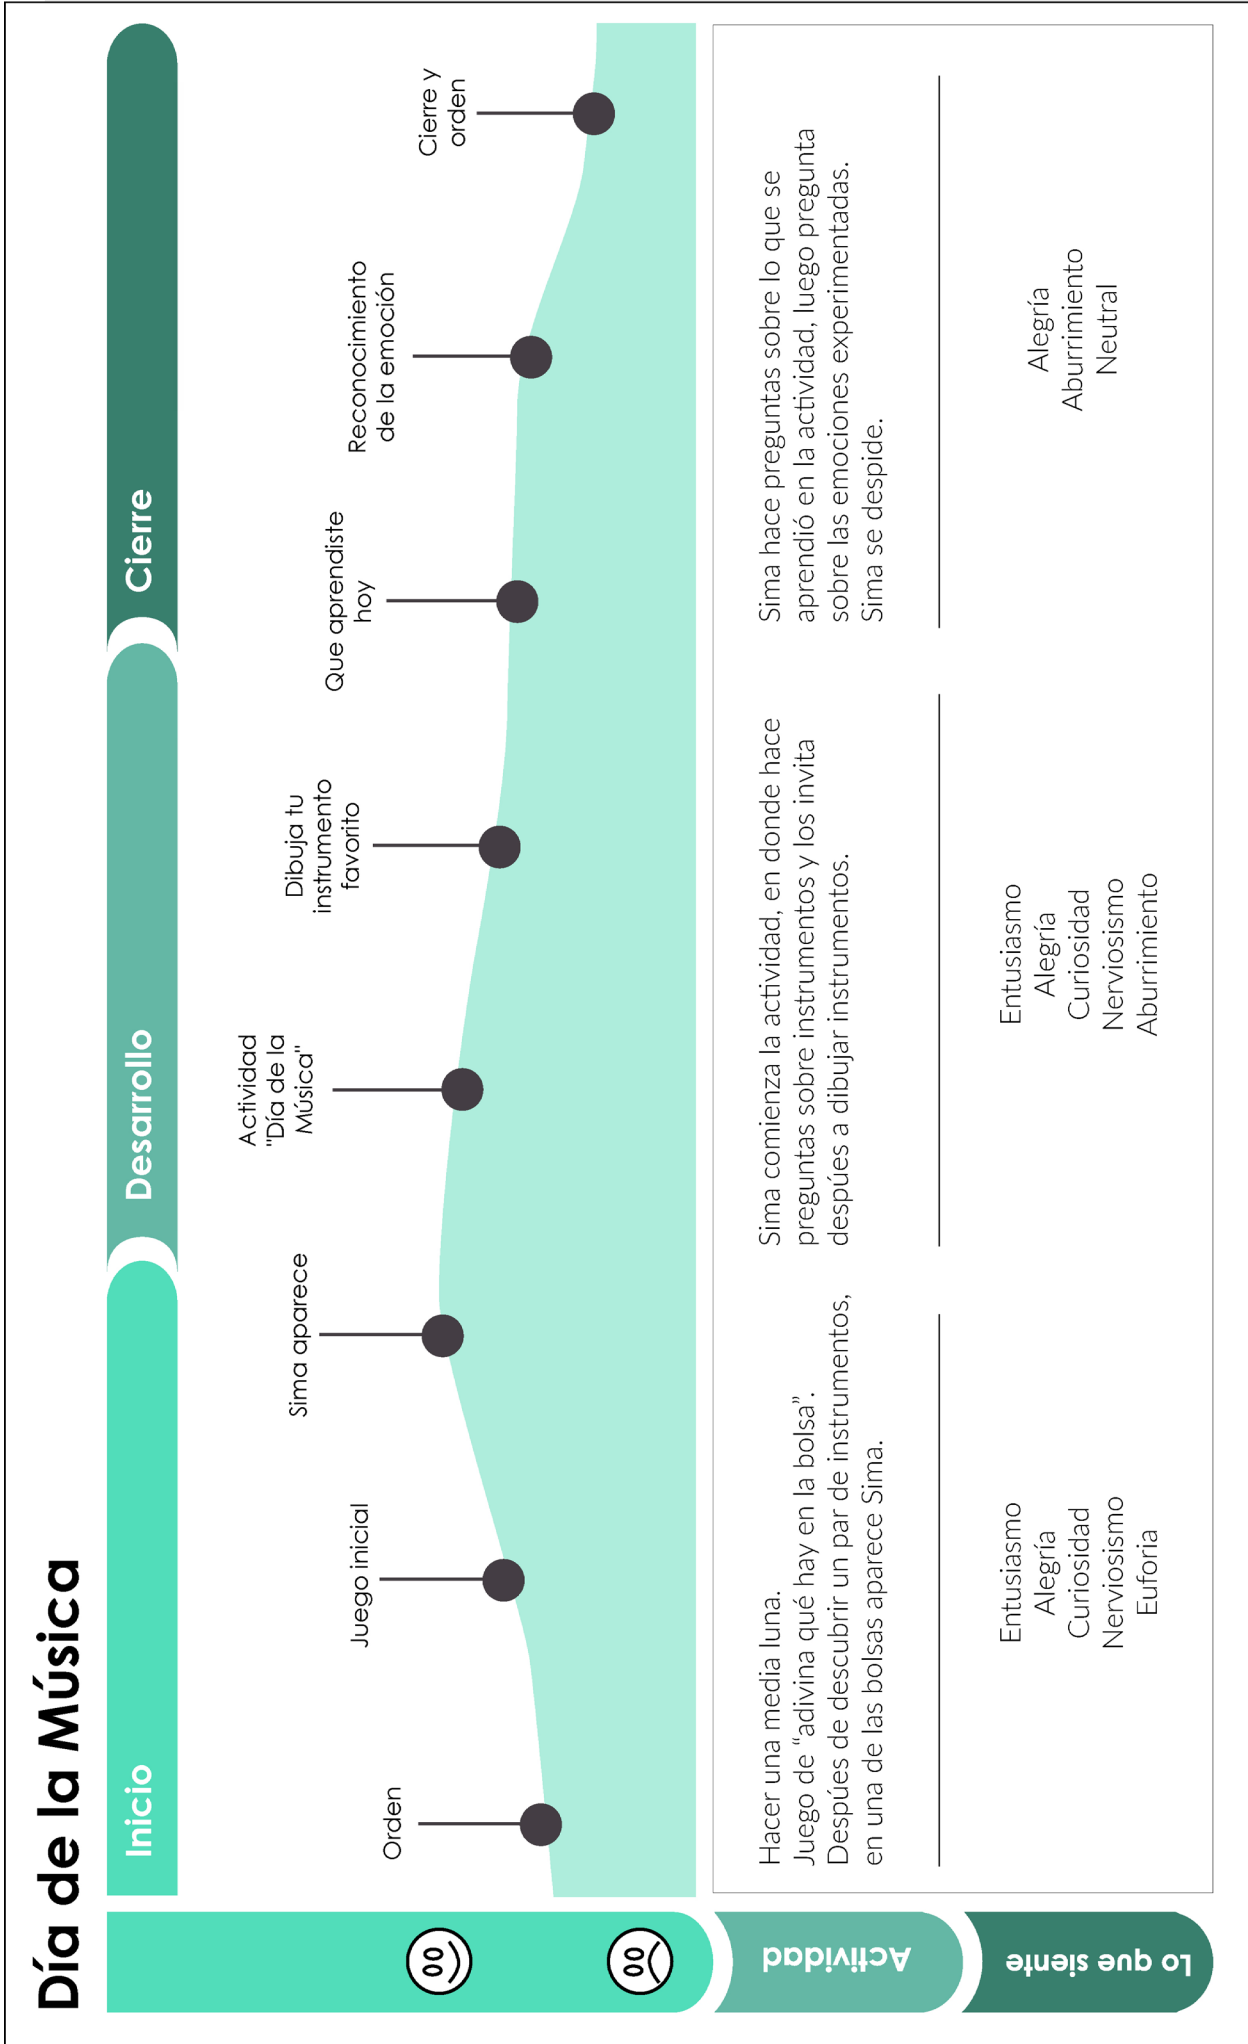 Día de la Música
Inicio
Desarrollo
Cierre
Orden
Juego inicial
Sima aparece
Actividad
"Día de la
Música"
Dibuja tu
instrumento
favorito
Que aprendiste
hoy
Reconocimiento
de la emoción
Cierre y
orden
Actividad
Hacer una media luna.
Juego de “adivina qué hay en la bolsa”.
Despúes de descubrir un par de instrumentos,
en una de las bolsas aparece Sima.
Sima comienza la actividad, en donde hace
preguntas sobre instrumentos y los invita
despúes a dibujar instrumentos.
Sima hace preguntas sobre lo que se
aprendió en la actividad, luego pregunta
sobre las emociones experimentadas.
Sima se despide.
Lo que siente
Entusiasmo
Alegría
Curiosidad
Nerviosismo
Euforia
Entusiasmo
Alegría
Curiosidad
Nerviosismo
Aburrimiento
Alegría
Aburrimiento
Neutral